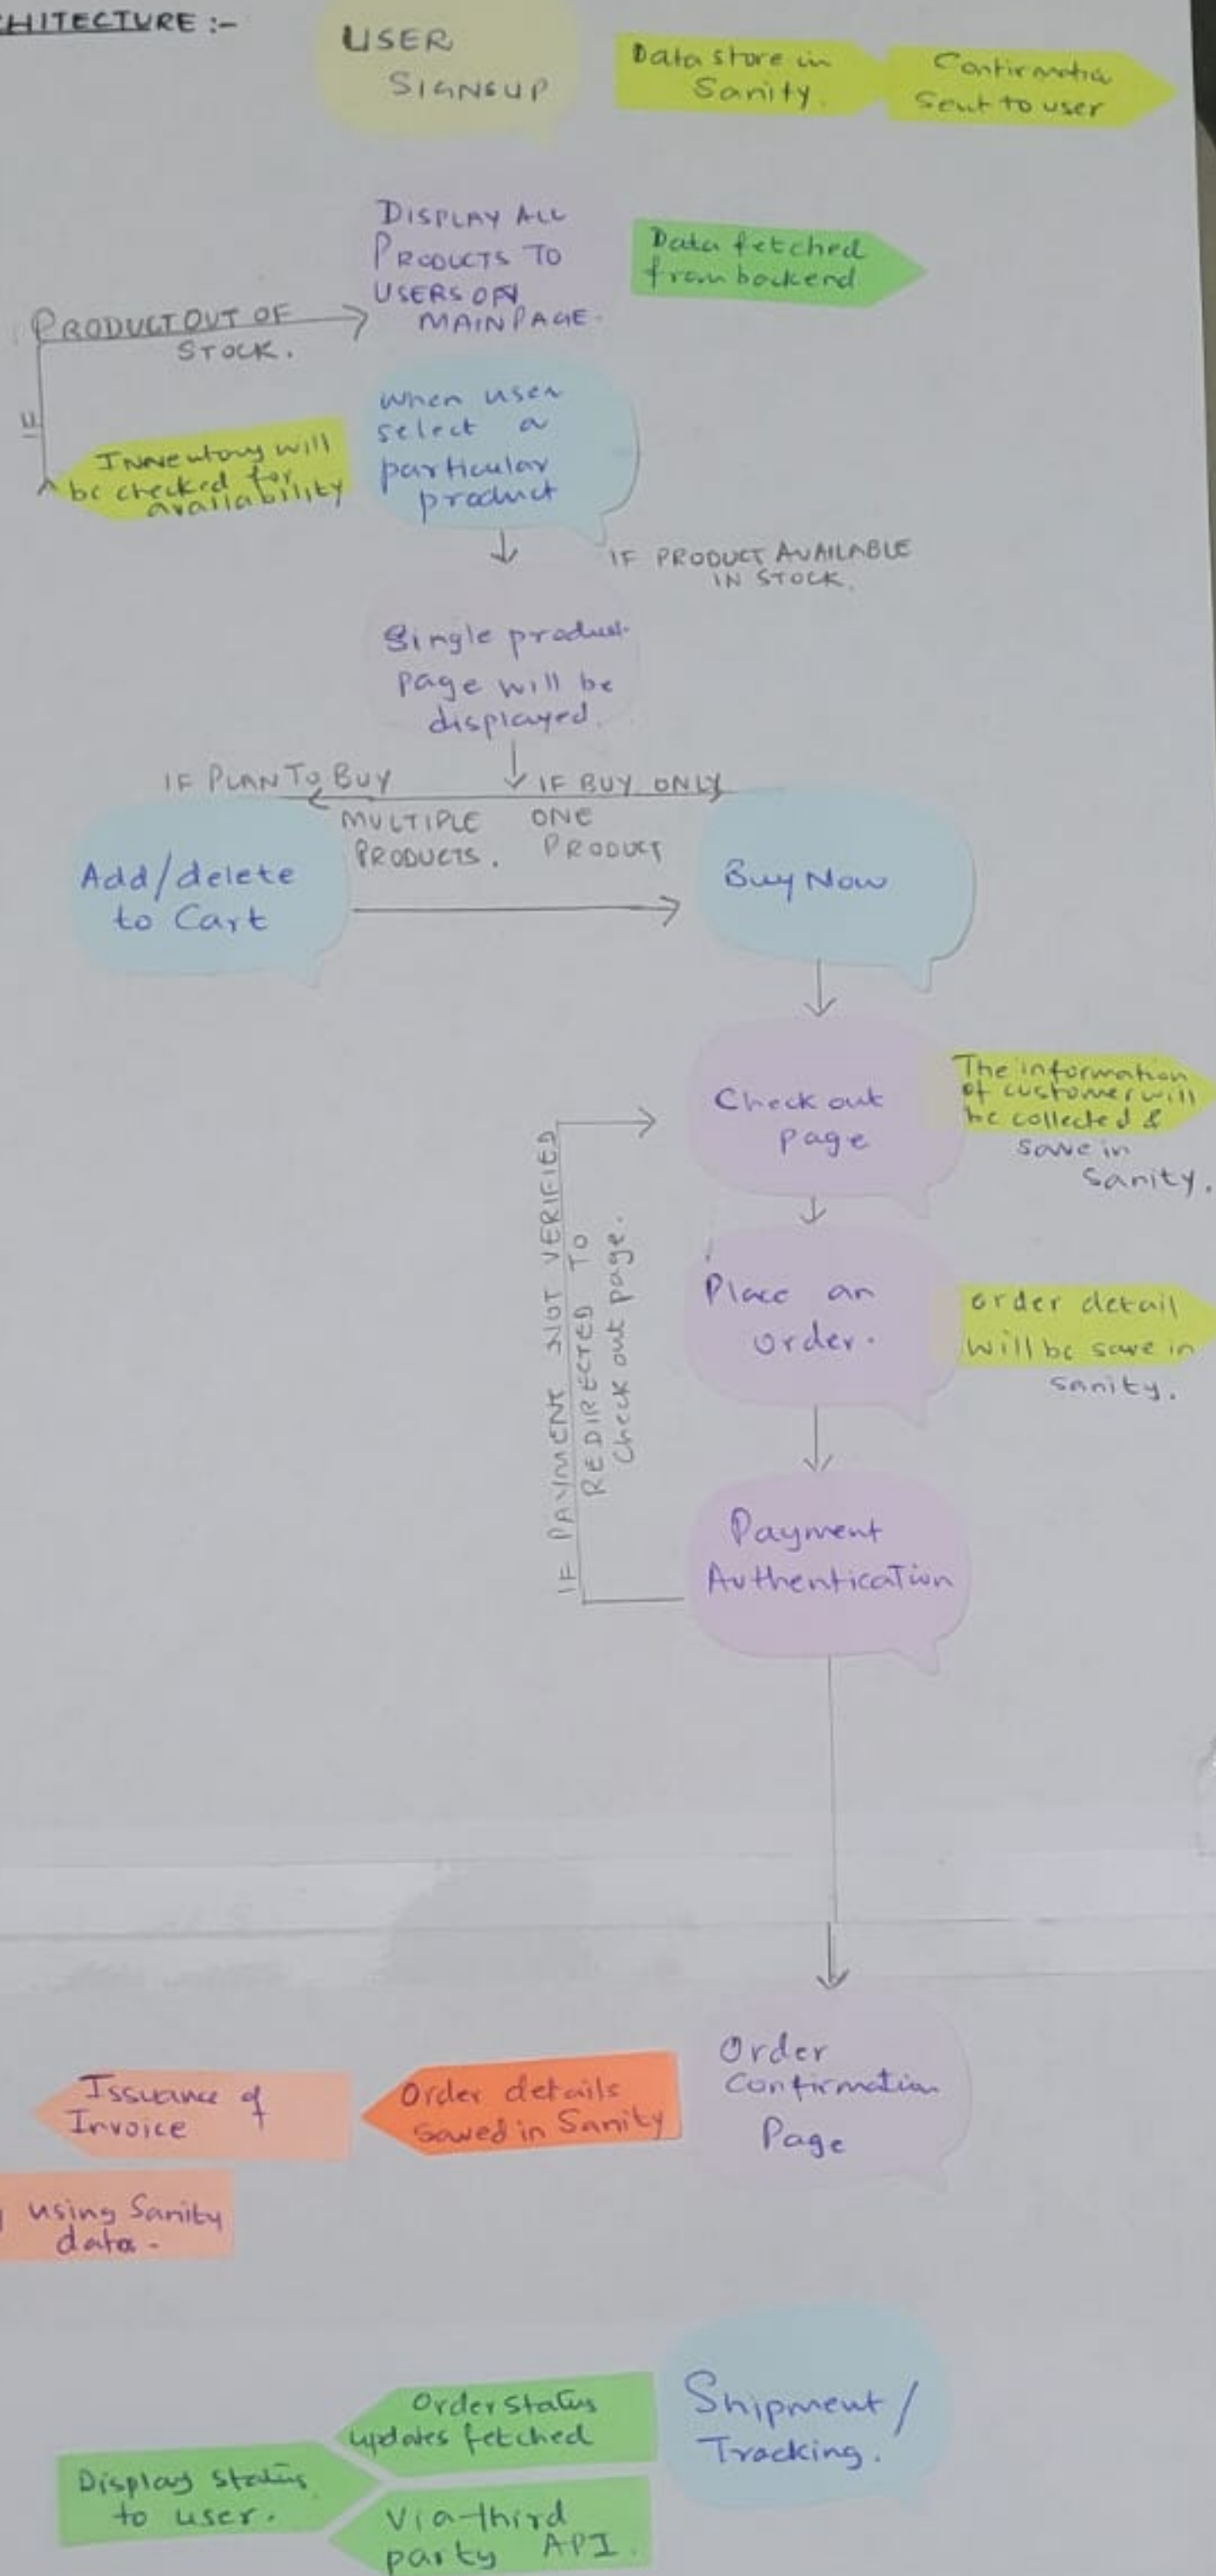 HITECTURE :-
USER
SIGNSUP
Data store in
Sanity.
Confirmation
Sent to user
DISPLAY ALL
PRODUCTS TO
USERS ON
MAINPAGE.
Data fetched
from backend
PRODUCT OUT OF
STOCK.
IF
INNventory will
be checked for
availability
When user
select a
particular
product
IF PRODUCT AVAILABLE
IN STOCK.
Single product
page will be
displayed.
IF PLAN TO BUY
MULTIPLE
PRODUCTS.
IF BUY ONLY
ONE
PRODUCT
Add/delete
to Cart
Buy Now
Check out
page
The information
of customer will
be collected &
save in
Sanity.
IF PAYMENT NOT VERIFIED
REDIRECTED TO
Check out page.
Place an
order.
order detail
will be save in
sanity.
Payment
Authentication
Order
Confirmation
Page
Order details
saved in Sanity
Issuance of
Invoice
using Sanity
data.
Shipment/
Tracking.
Order status
updates fetched
Display status
to user.
Via-third
party API.